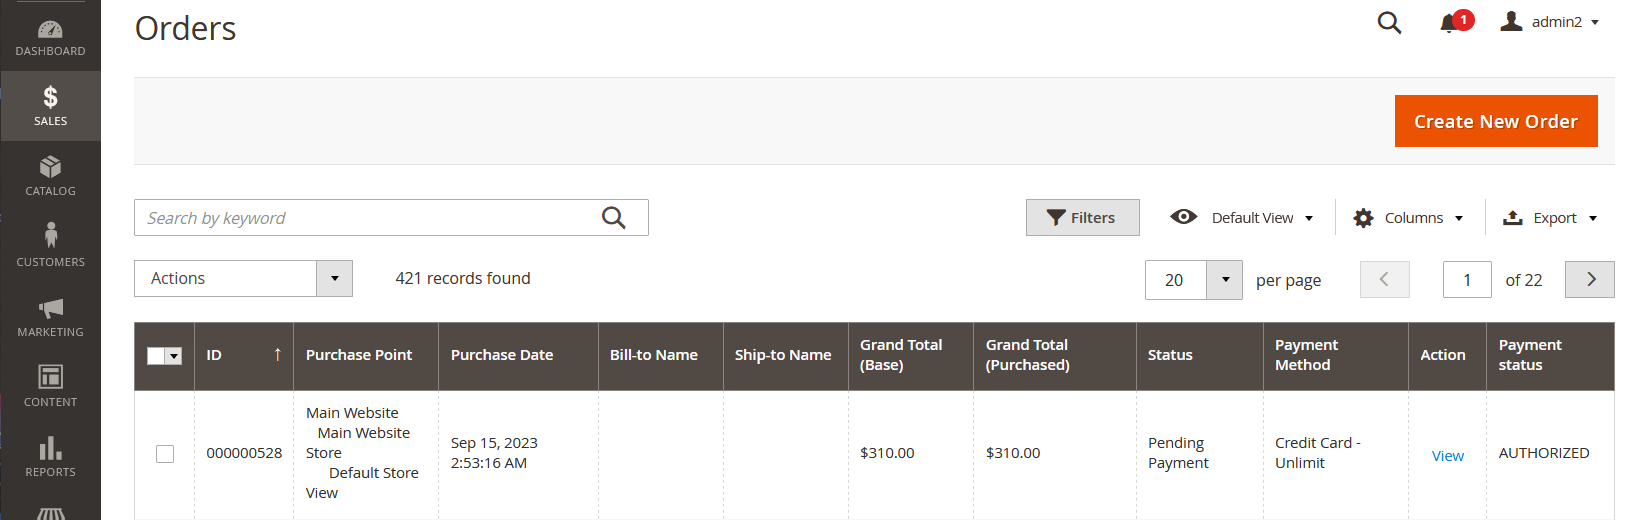 Orders
1
admin2
DASHBOARD
SALES
CATALOG
CUSTOMERS
MARKETING
CONTENT
REPORTS
Create New Order
Search by keyword
Filters
Default View
Columns
Export
Actions
421 records found
20
per page
1
of 22
ID ↑
Purchase Point
Purchase Date
Bill-to Name
Ship-to Name
Grand Total
(Base)
Grand Total
(Purchased)
Status
Payment
Method
Action
Payment
status
000000528
Main Website
Main Website
Store
Default Store
View
Sep 15, 2023
2:53:16 AM
$310.00
$310.00
Pending
Payment
Credit Card -
Unlimit
View
AUTHORIZED